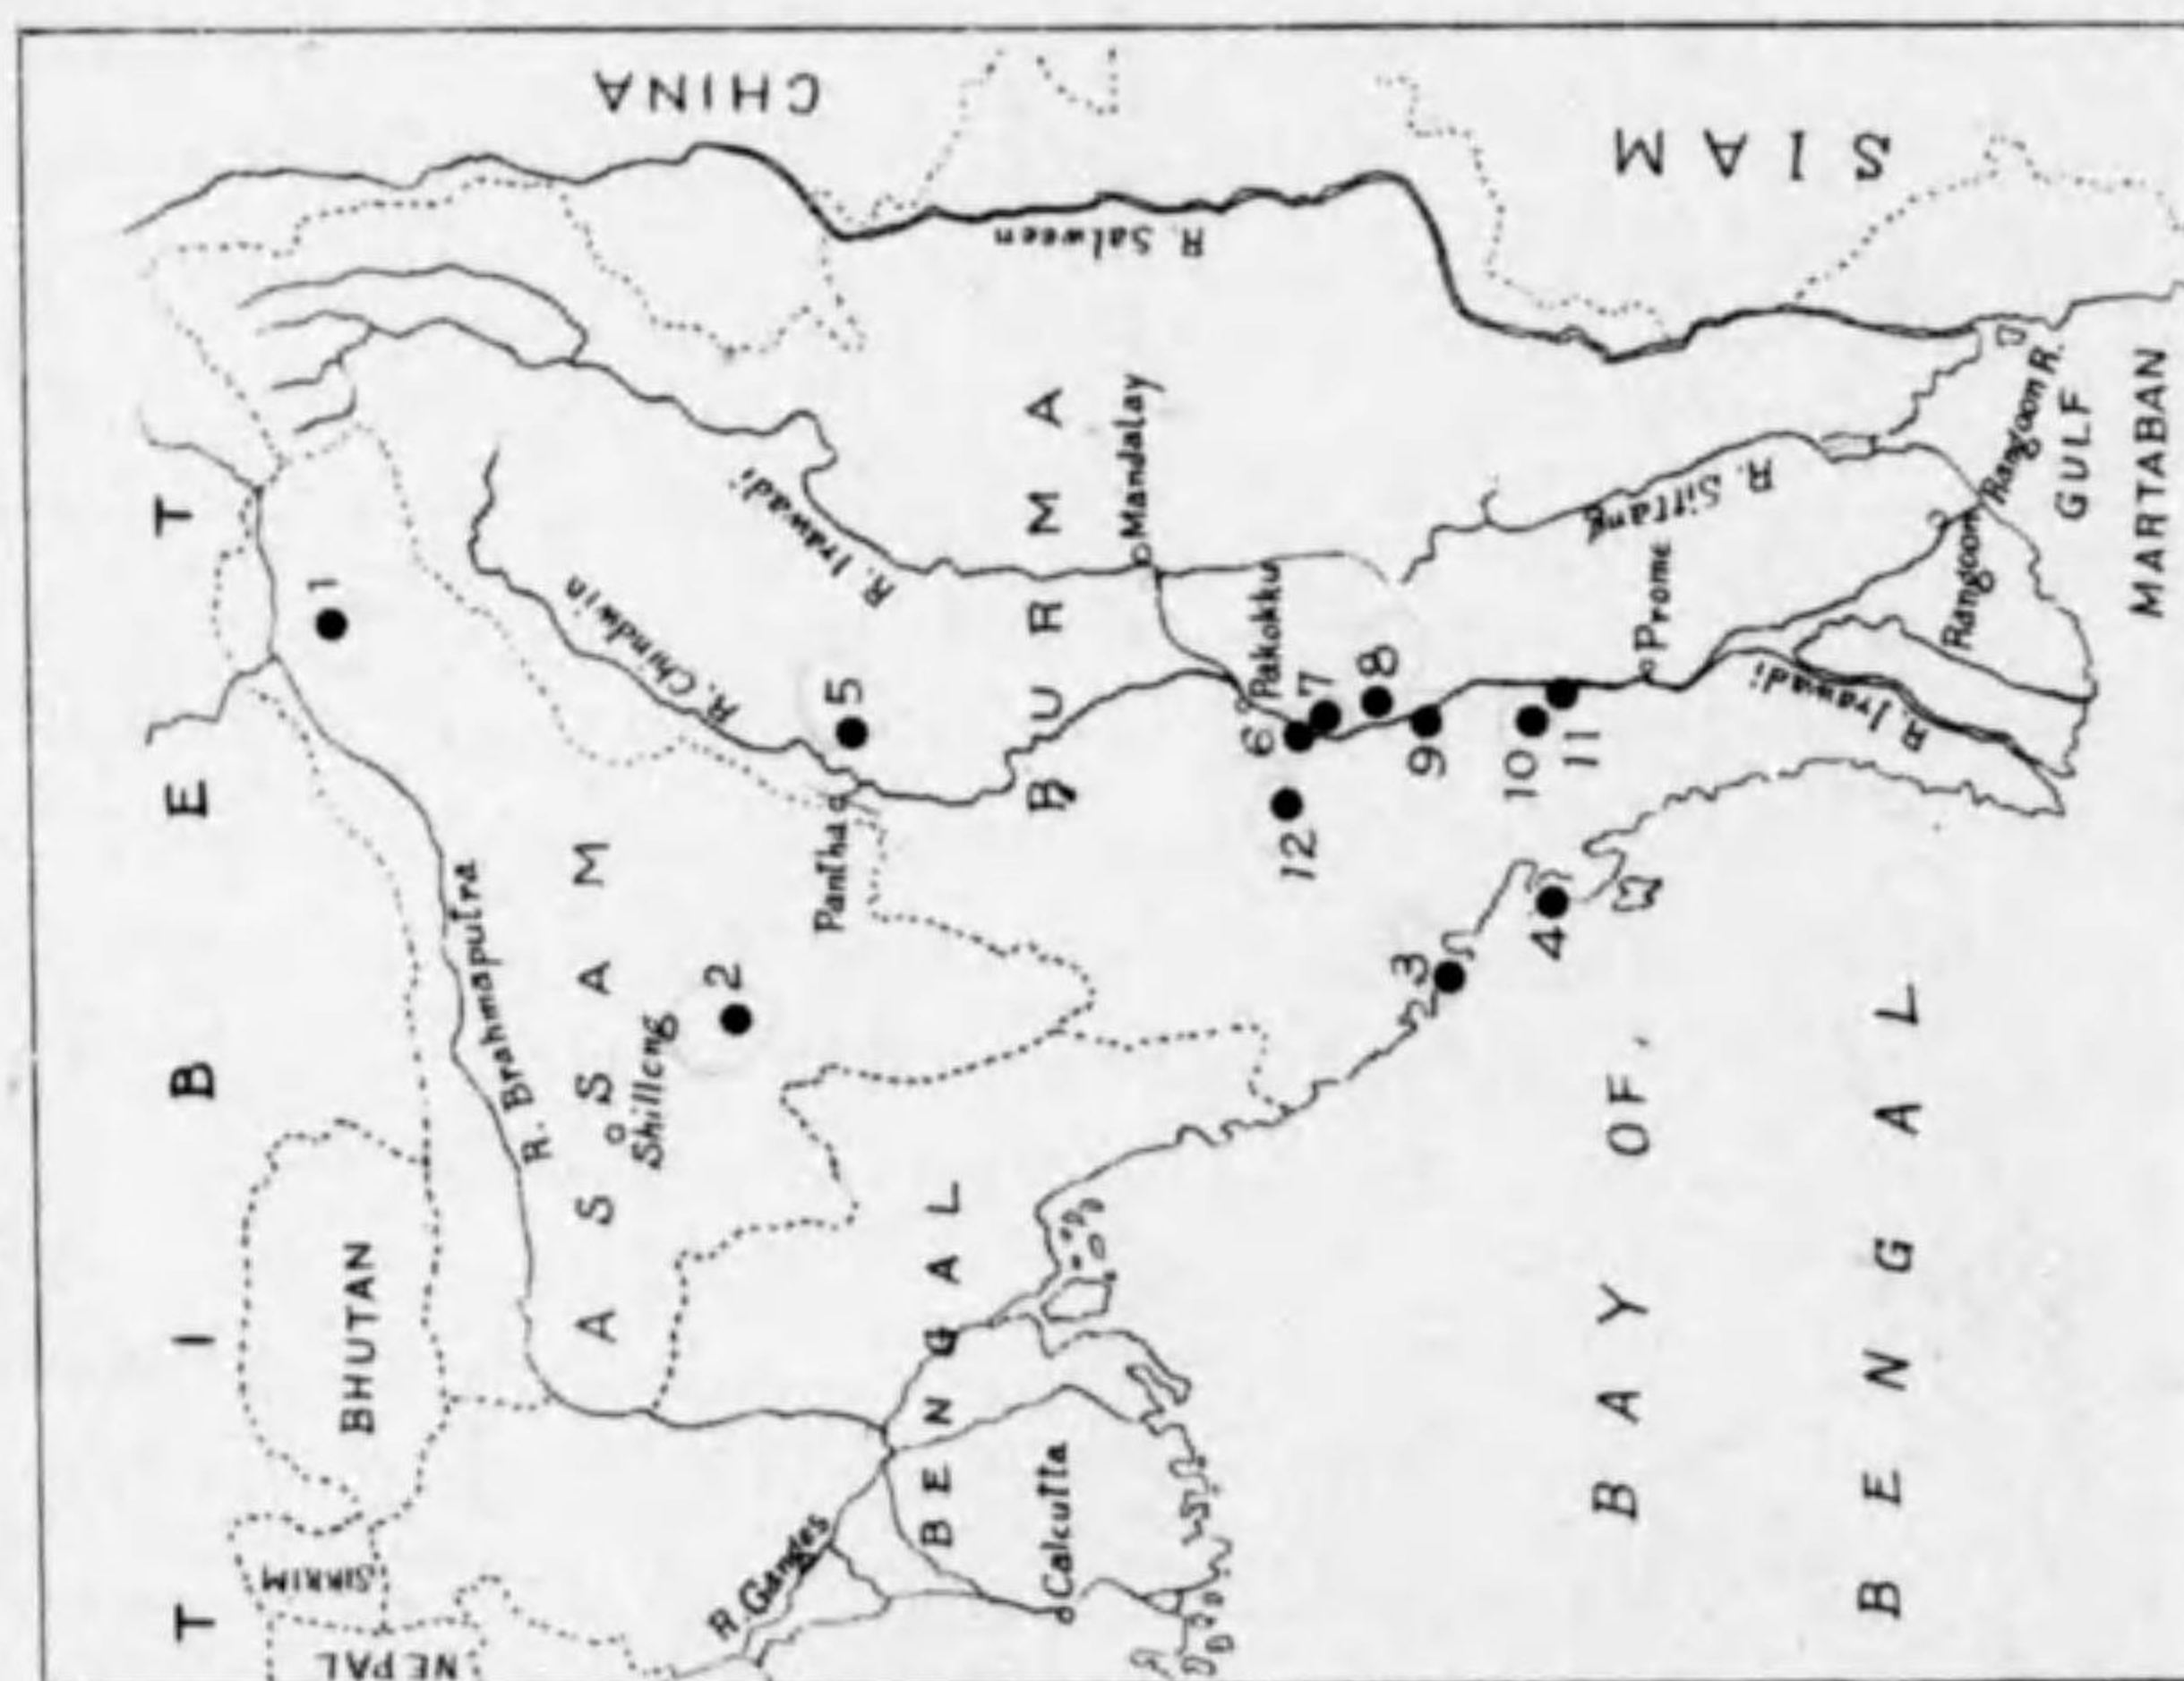 TIBET
CHINA
SIAM
BHUTAN
SIKKIM
NEPAL
ASSAM
BURMA
BENGAL
BAY OF
BENGAL
GULF
MARTABAN
R. Brahmaputra
R. Chindwin
R. Irawadi
R. Salween
R. Sittang
R. Irawadi
Rangoon R.
R. Ganges
Shilleng
Pantha
Mandalay
Pakokku
Prome
Rangoon
Calcutta
1
2
3
4
5
6
7
8
9
10
11
12